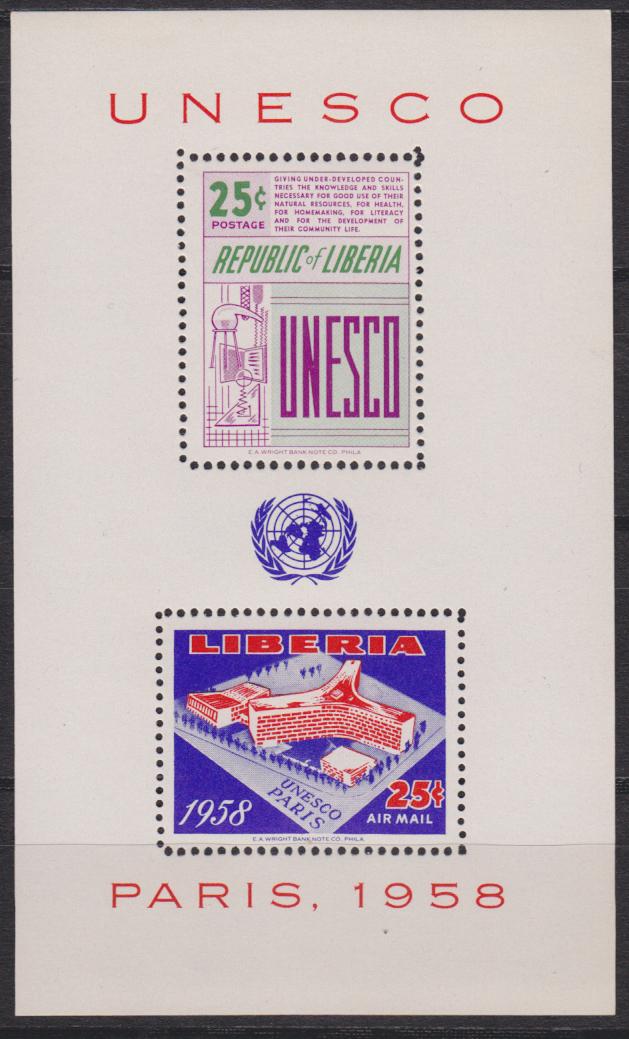 UNESCO
25¢
POSTAGE
GIVING UNDER-DEVELOPED COUN-
TRIES THE KNOWLEDGE AND SKILLS
NECESSARY FOR GOOD USE OF THEIR
NATURAL RESOURCES, FOR HEALTH,
FOR HOMEMAKING, FOR LITERACY
AND FOR THE DEVELOPMENT OF
THEIR COMMUNITY LIFE.
REPUBLIC of LIBERIA
UNESCO
E.A. WRIGHT BANK NOTE CO. PHILA.
LIBERIA
UNESCO
PARIS
1958
25¢
AIR MAIL
E.A. WRIGHT BANK NOTE CO. PHILA.
PARIS, 1958